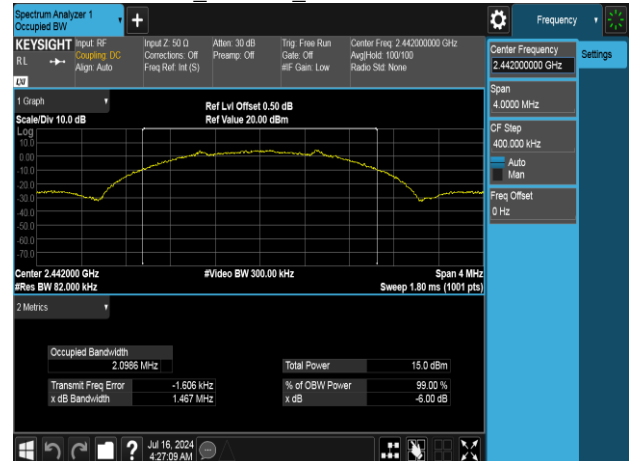 Spectrum Analyzer 1
Occupied BW
Frequency
KEYSIGHT
RL
LXI
Input: RF
Coupling: DC
Align: Auto
Input Z: 50 Ω
Corrections: Off
Freq Ref: Int (S)
Atten: 30 dB
Preamp: Off
Trig: Free Run
Gate: Off
#IF Gain: Low
Center Freq: 2.442000000 GHz
Avg|Hold: 100/100
Radio Std: None
Center Frequency
2.442000000 GHz
Settings
Span
4.0000 MHz
CF Step
400.000 kHz
Auto
Man
Freq Offset
0 Hz
1 Graph
Scale/Div 10.0 dB
Ref Lvl Offset 0.50 dB
Ref Value 20.00 dBm
Log
10.0
0.00
-10.0
-20.0
-30.0
-40.0
-50.0
-60.0
-70.0
Center 2.442000 GHz
#Video BW 300.00 kHz
Span 4 MHz
#Res BW 82.000 kHz
Sweep 1.80 ms (1001 pts)
2 Metrics
Occupied Bandwidth
2.0986 MHz
Total Power 15.0 dBm
Transmit Freq Error -1.606 kHz
% of OBW Power 99.00 %
x dB Bandwidth 1.467 MHz
x dB -6.00 dB
?
Jul 16, 2024
4:27:09 AM